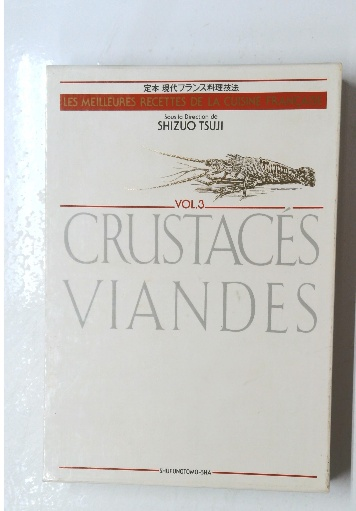 定本 現代フランス料理技法
LES MEILLEURES RECETTES DE LA CUISINE FRANÇAISE
Sous la Direction de
SHIZUO TSUJI
VOL.3
CRUSTACÉS
VIANDES
SHUFUNOTOMO-SHA